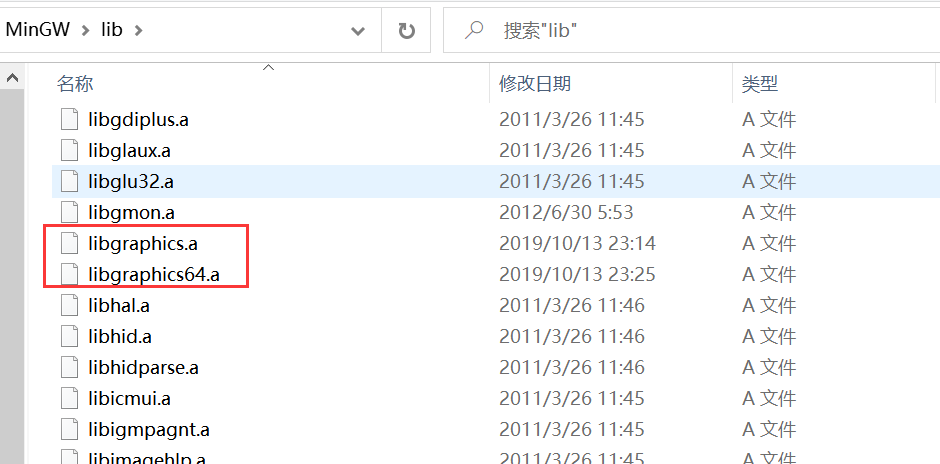 MinGW > lib >
搜索"lib"
名称 修改日期 类型
libgdiplus.a 2011/3/26 11:45 A 文件
libglaux.a 2011/3/26 11:45 A 文件
libglu32.a 2011/3/26 11:45 A 文件
libgmon.a 2012/6/30 5:53 A 文件
libgraphics.a 2019/10/13 23:14 A 文件
libgraphics64.a 2019/10/13 23:25 A 文件
libhal.a 2011/3/26 11:46 A 文件
libhid.a 2011/3/26 11:46 A 文件
libhidparse.a 2011/3/26 11:46 A 文件
libicmui.a 2011/3/26 11:45 A 文件
libigmpagnt.a 2011/3/26 11:45 A 文件
libimagehlp.a 2011/3/26 11:45 A 文件